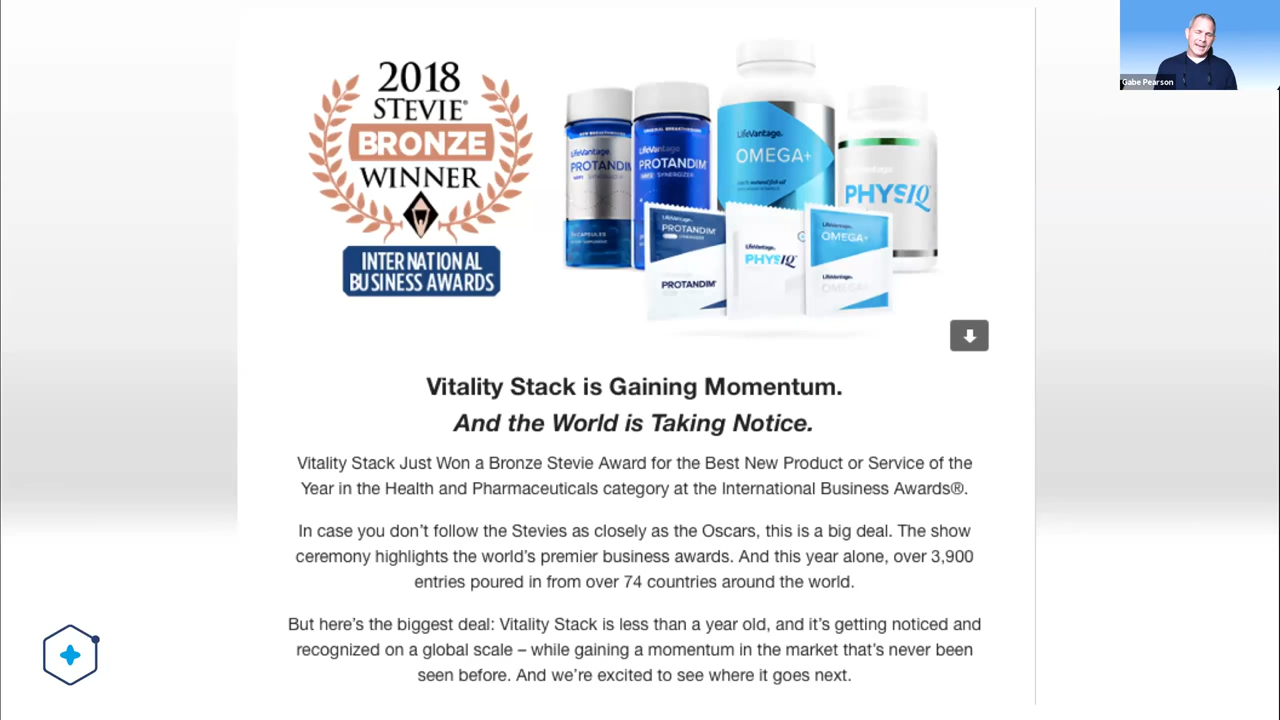 Gabe Pearson
2018
STEVIE®
BRONZE
WINNER
INTERNATIONAL
BUSINESS AWARDS
LifeVantage.
PROTANDIM
LifeVantage
PROTANDIM
SYNERGIZER
LifeVantage.
OMEGA+
PHYSIQ
LifeVantage.
PROTANDIM
PROTANDIM
LifeVantage.
PHYSIQ
LifeVantage.
OMEGA+
LifeVantage.
OMEGA+
Vitality Stack is Gaining Momentum.
And the World is Taking Notice.
Vitality Stack Just Won a Bronze Stevie Award for the Best New Product or Service of the
Year in the Health and Pharmaceuticals category at the International Business Awards®.
In case you don’t follow the Stevies as closely as the Oscars, this is a big deal. The show
ceremony highlights the world’s premier business awards. And this year alone, over 3,900
entries poured in from over 74 countries around the world.
But here’s the biggest deal: Vitality Stack is less than a year old, and it’s getting noticed and
recognized on a global scale – while gaining a momentum in the market that’s never been
seen before. And we’re excited to see where it goes next.